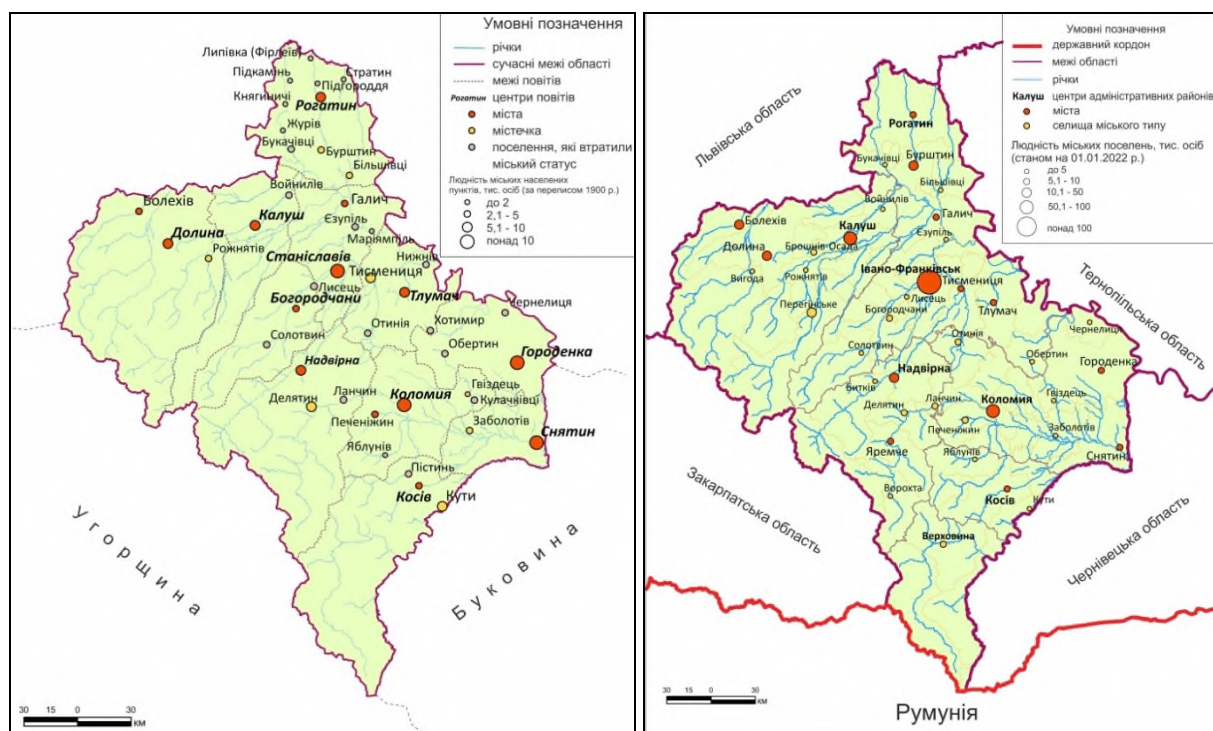 Умовні позначення
річки
сучасні межі області
межі повітів
Рогатин центри повітів
міста
містечка
поселення, які втратили
міський статус
Людність міських населених
пунктів, тис. осіб (за переписом 1900 р.)
до 2
2,1 - 5
5,1 - 10
понад 10
Липівка (Фірлеїв)
Підкамінь
Стратин
Підгороддя
Княгиничі
Рогатин
Журів
Букачівці
Бурштин
Більшівці
Войнилів
Болехів
Калуш
Галич
Єзупіль
Маріямпіль
Долина
Рожнятів
Станіславів
Нижнів
Тисмениця
Лисець
Богородчани
Тлумач
Чернелиця
Отинія
Хотимир
Солотвин
Обертин
Надвірна
Городенка
Ланчин
Гвіздець
Делятин
Коломия
Кулачківці
Печеніжин
Заболотів
Снятин
Яблунів
Пістинь
Косів
Кути
Угорщина
Буковина
30 15 0 30
км
Умовні позначення
державний кордон
межі області
річки
Калуш центри адміністративних районів
міста
селища міського типу
Людність міських поселень, тис. осіб
(станом на 01.01.2022 р.)
до 5
5,1 - 10
10,1 - 50
50,1 - 100
понад 100
Львівська область
Рогатин
Букачівці
Бурштин
Більшівці
Войнилів
Болехів
Калуш
Галич
Долина
Брошнів-Осада
Єзупіль
Вигода
Рожнятів
Івано-Франківськ
Тисмениця
Тернопільська область
Перегінське
Лисець
Богородчани
Тлумач
Чернелиця
Отинія
Солотвин
Обертин
Городенка
Надвірна
Битків
Ланчин
Гвіздець
Делятин
Коломия
Печеніжин
Заболотів
Яремче
Яблунів
Снятин
Ворохта
Косів
Кути
Верховина
Закарпатська область
Чернівецька область
Румунія
30 15 0 30
км